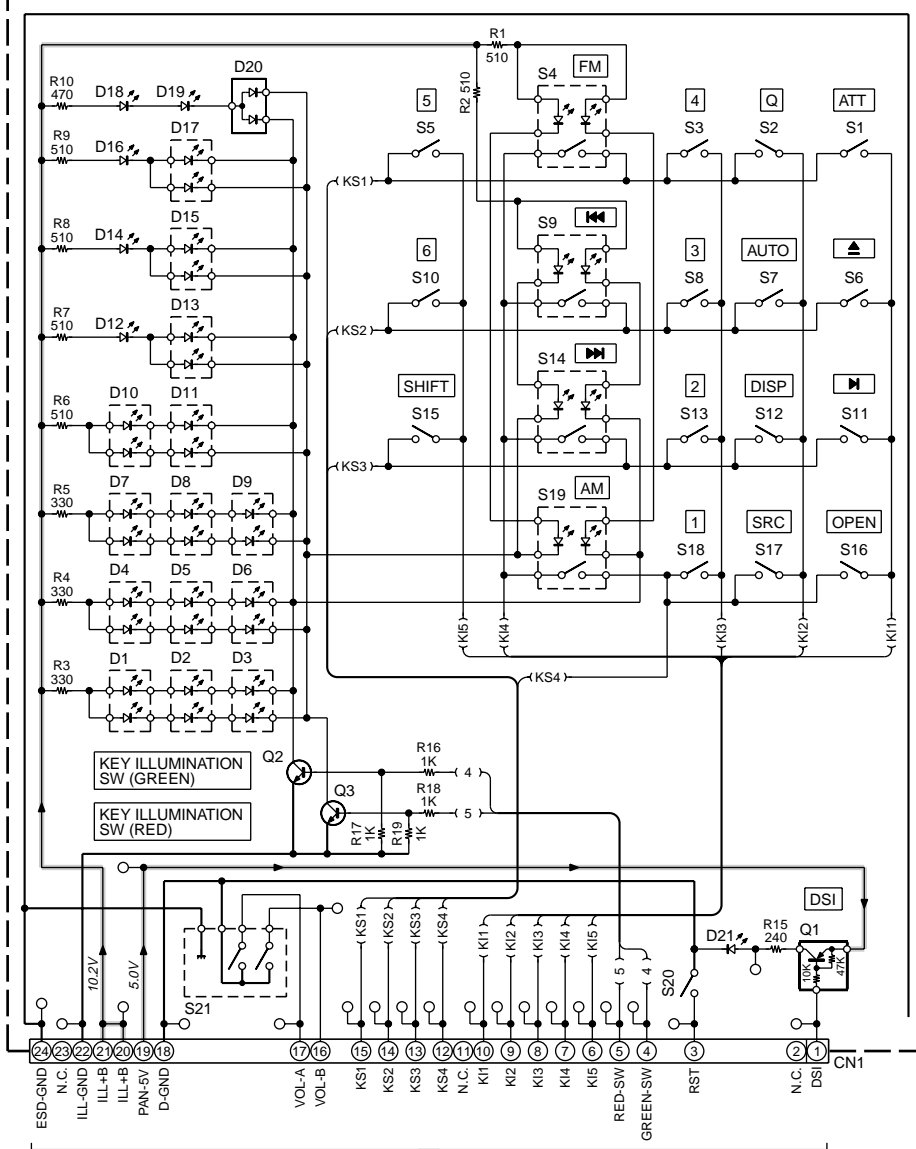 R1
510
R10
470
D18
D19
D20
R2 510
S4
FM
5
S5
4
S3
Q
S2
ATT
S1
R9
510
D16
D17
KS1
R8
510
D14
D15
S9
6
S10
3
S8
AUTO
S7
S6
R7
510
D12
D13
KS2
S14
R6
510
D10
D11
SHIFT
S15
2
S13
DISP
S12
S11
KS3
R5
330
D7
D8
D9
S19
AM
1
S18
SRC
S17
OPEN
S16
R4
330
D4
D5
D6
KI5
KI4
KI3
KI2
KI1
KS4
R3
330
D1
D2
D3
KEY ILLUMINATION
SW (GREEN)
Q2
R16
1K
4
KEY ILLUMINATION
SW (RED)
Q3
R18
1K
5
R17
1K
R19
1K
10.2V
5.0V
S21
KS1
KS2
KS3
KS4
KI1
KI2
KI3
KI4
KI5
5
4
S20
D21
R15
240
DSI
Q1
10K
47K
24
23
22
21
20
19
18
17
16
15
14
13
12
11
10
9
8
7
6
5
4
3
2
1
CN1
ESD-GND
N.C.
ILL-GND
ILL+B
ILL+B
PAN-5V
D-GND
VOL-A
VOL-B
KS1
KS2
KS3
KS4
N.C.
KI1
KI2
KI3
KI4
KI5
RED-SW
GREEN-SW
RST
N.C.
DSI